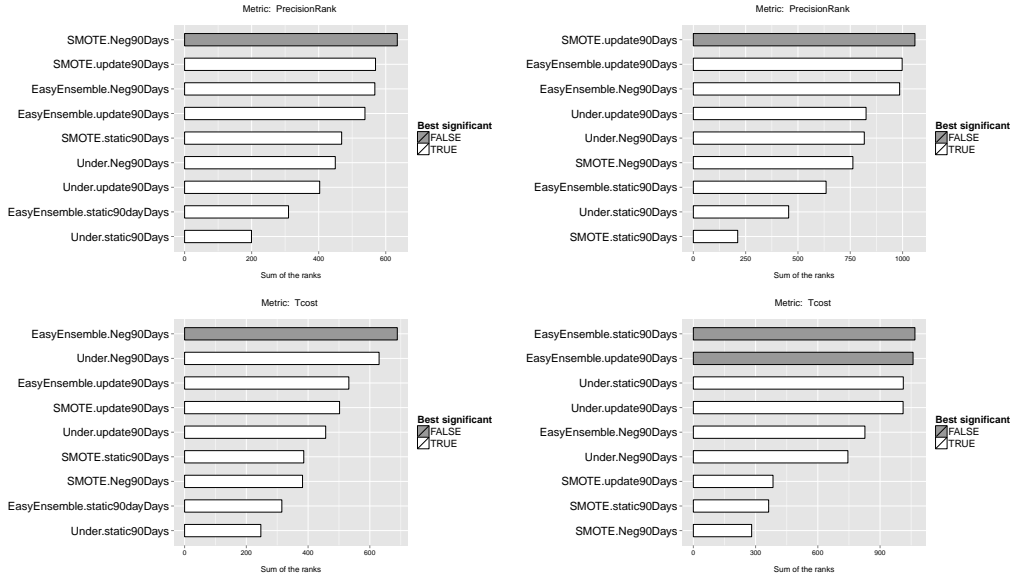 Metric: PrecisionRank
SMOTE.Neg90Days
SMOTE.update90Days
EasyEnsemble.Neg90Days
EasyEnsemble.update90Days
SMOTE.static90Days
Under.Neg90Days
Under.update90Days
EasyEnsemble.static90dayDays
Under.static90Days
0 200 400 600
Sum of the ranks
Best significant
FALSE
TRUE
Metric: PrecisionRank
SMOTE.update90Days
EasyEnsemble.update90Days
EasyEnsemble.Neg90Days
Under.update90Days
Under.Neg90Days
SMOTE.Neg90Days
EasyEnsemble.static90Days
Under.static90Days
SMOTE.static90Days
0 250 500 750 1000
Sum of the ranks
Best significant
FALSE
TRUE
Metric: Tcost
EasyEnsemble.Neg90Days
Under.Neg90Days
EasyEnsemble.update90Days
SMOTE.update90Days
Under.update90Days
SMOTE.static90Days
SMOTE.Neg90Days
EasyEnsemble.static90dayDays
Under.static90Days
0 200 400 600
Sum of the ranks
Best significant
FALSE
TRUE
Metric: Tcost
EasyEnsemble.static90Days
EasyEnsemble.update90Days
Under.static90Days
Under.update90Days
EasyEnsemble.Neg90Days
Under.Neg90Days
SMOTE.update90Days
SMOTE.static90Days
SMOTE.Neg90Days
0 300 600 900
Sum of the ranks
Best significant
FALSE
TRUE